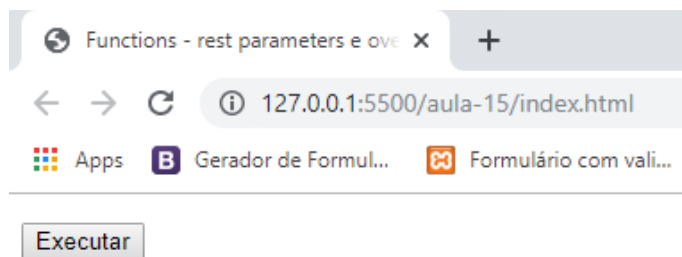 Functions - rest parameters e ove
127.0.0.1:5500/aula-15/index.html
Apps B Gerador de Formul... Formulário com vali...
Executar